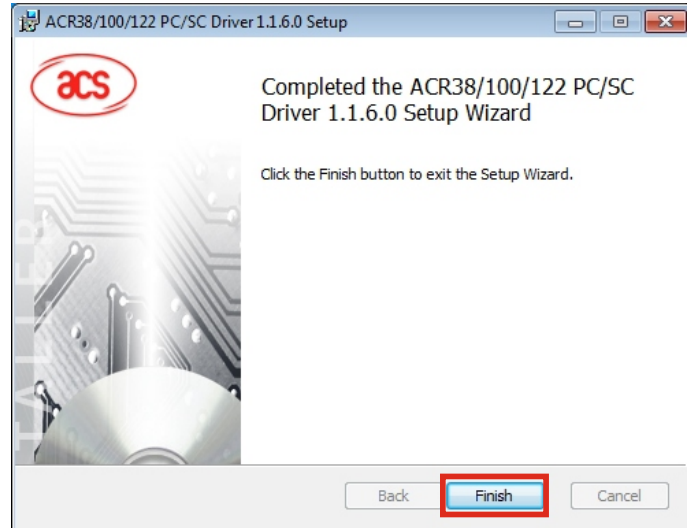 ACR38/100/122 PC/SC Driver 1.1.6.0 Setup
acs
Completed the ACR38/100/122 PC/SC
Driver 1.1.6.0 Setup Wizard
Click the Finish button to exit the Setup Wizard.
TALLER
Back
Finish
Cancel